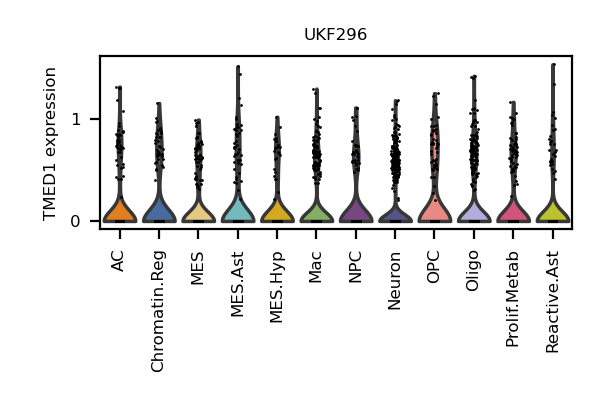 UKF296
TMED1 expression
1
0
AC
Chromatin.Reg
MES
MES.Ast
MES.Hyp
Mac
NPC
Neuron
OPC
Oligo
Prolif.Metab
Reactive.Ast